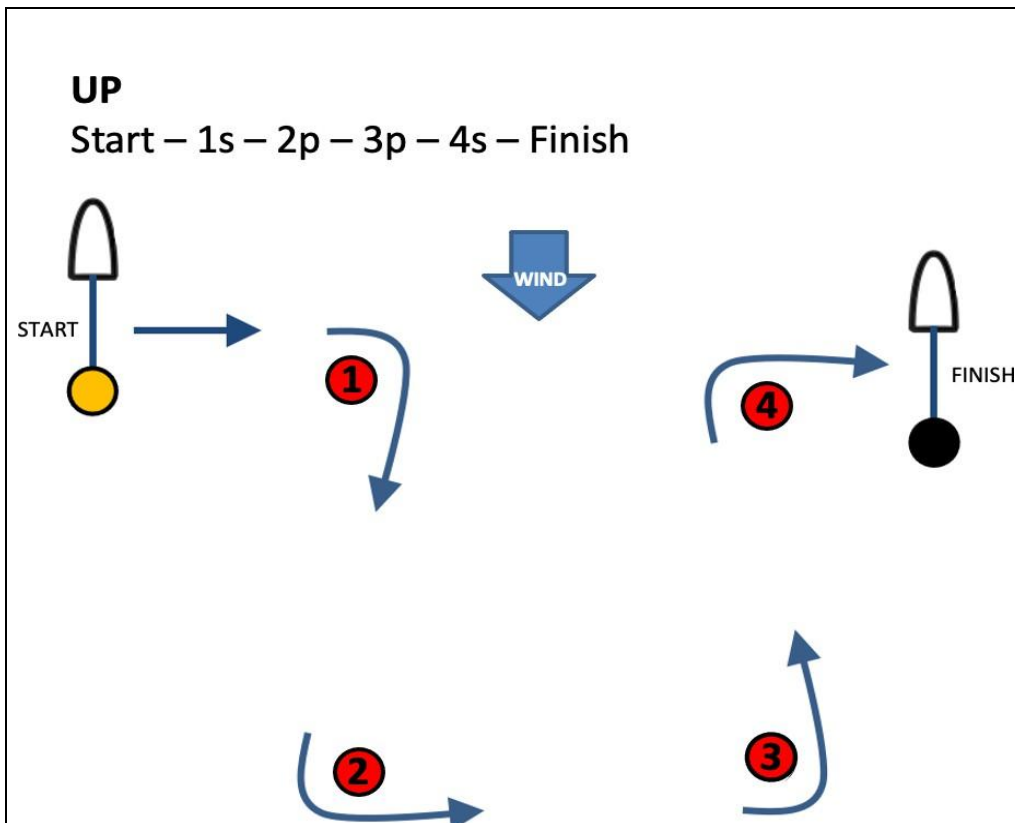 UP
Start – 1s – 2p – 3p – 4s – Finish
WIND
START
1
4
FINISH
2
3